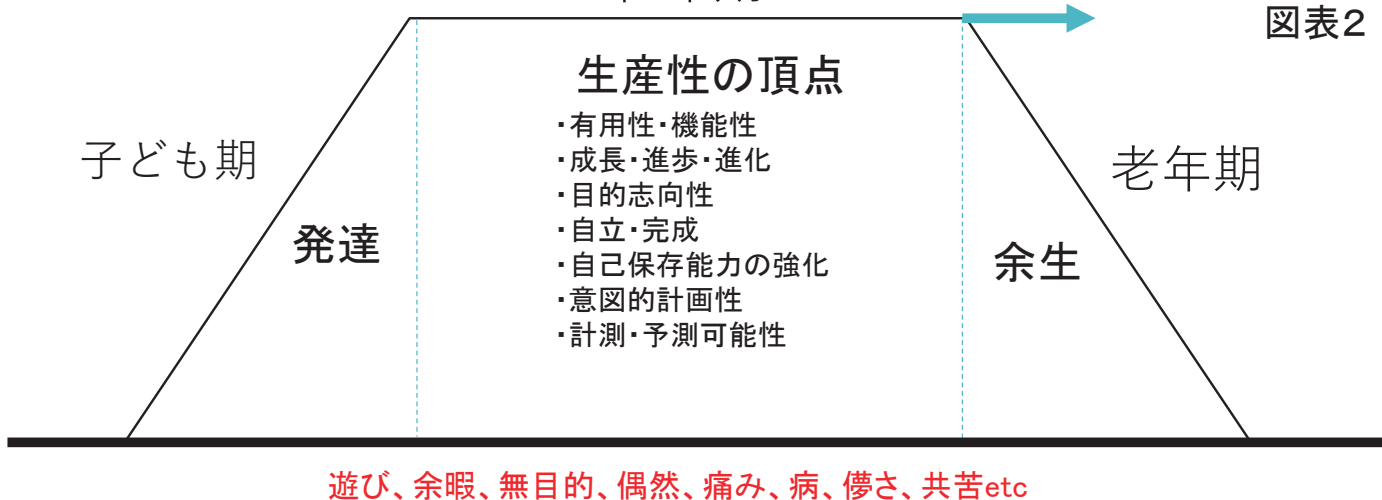 図表2
生産性の頂点
・有用性・機能性
・成長・進歩・進化
・目的志向性
・自立・完成
・自己保存能力の強化
・意図的計画性
・計測・予測可能性
子ども期
発達
老年期
余生
遊び、余暇、無目的、偶然、痛み、病、儚さ、共苦etc